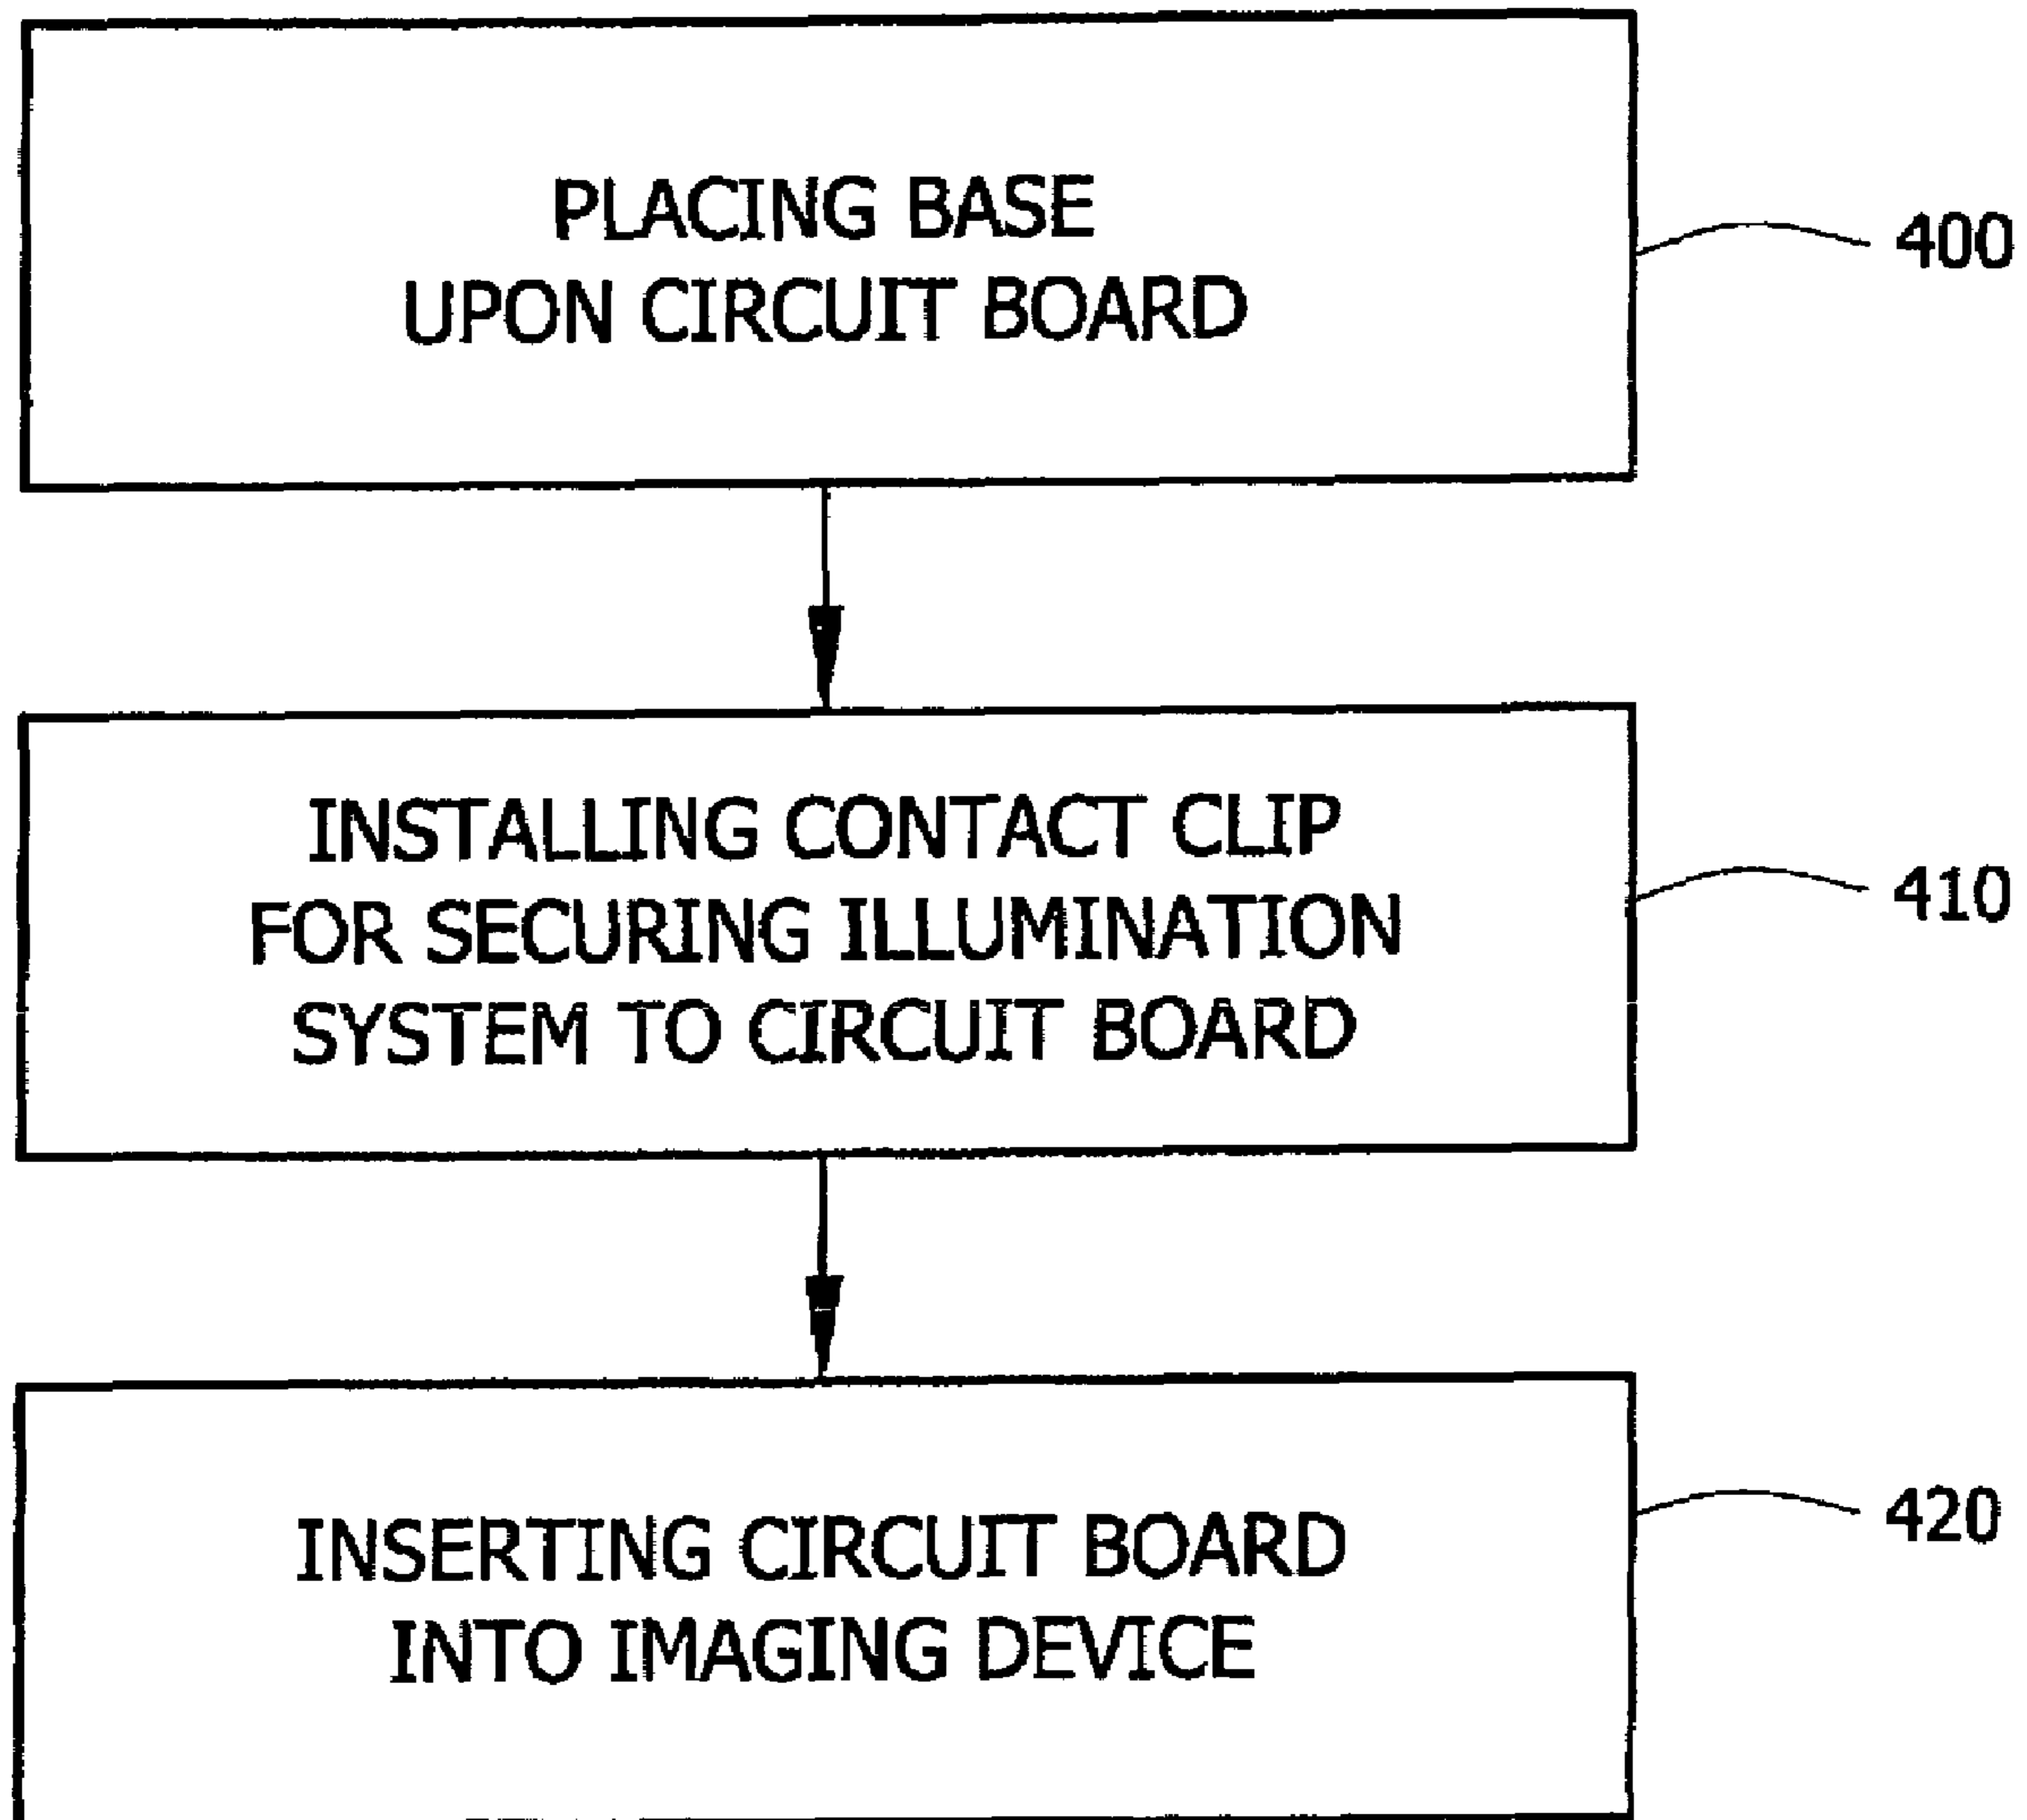 PLACING BASE
UPON CIRCUIT BOARD
400
INSTALLING CONTACT CLIP
FOR SECURING ILLUMINATION
SYSTEM TO CIRCUIT BOARD
410
INSERTING CIRCUIT BOARD
INTO IMAGING DEVICE
420